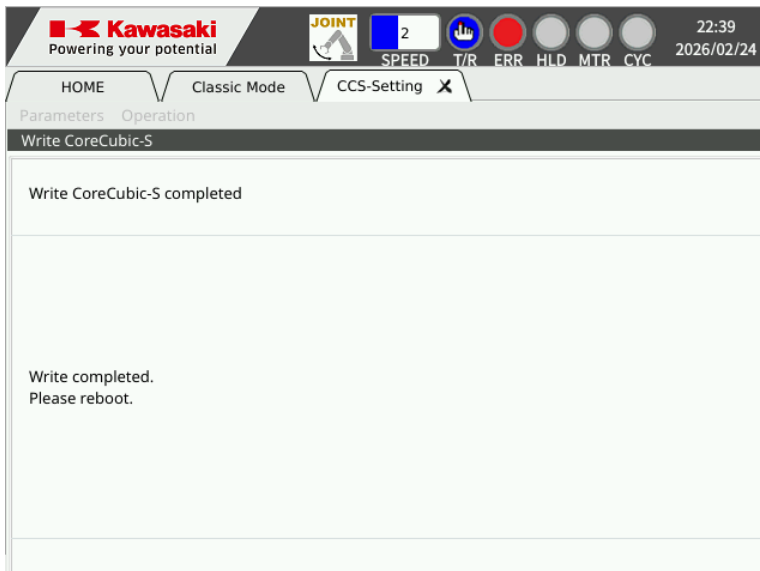 Kawasaki
Powering your potential
JOINT
2
SPEED
T/R
ERR
HLD
MTR
CYC
22:39
2026/02/24
HOME
Classic Mode
CCS-Setting
Parameters
Operation
Write CoreCubic-S
Write CoreCubic-S completed
Write completed.
Please reboot.